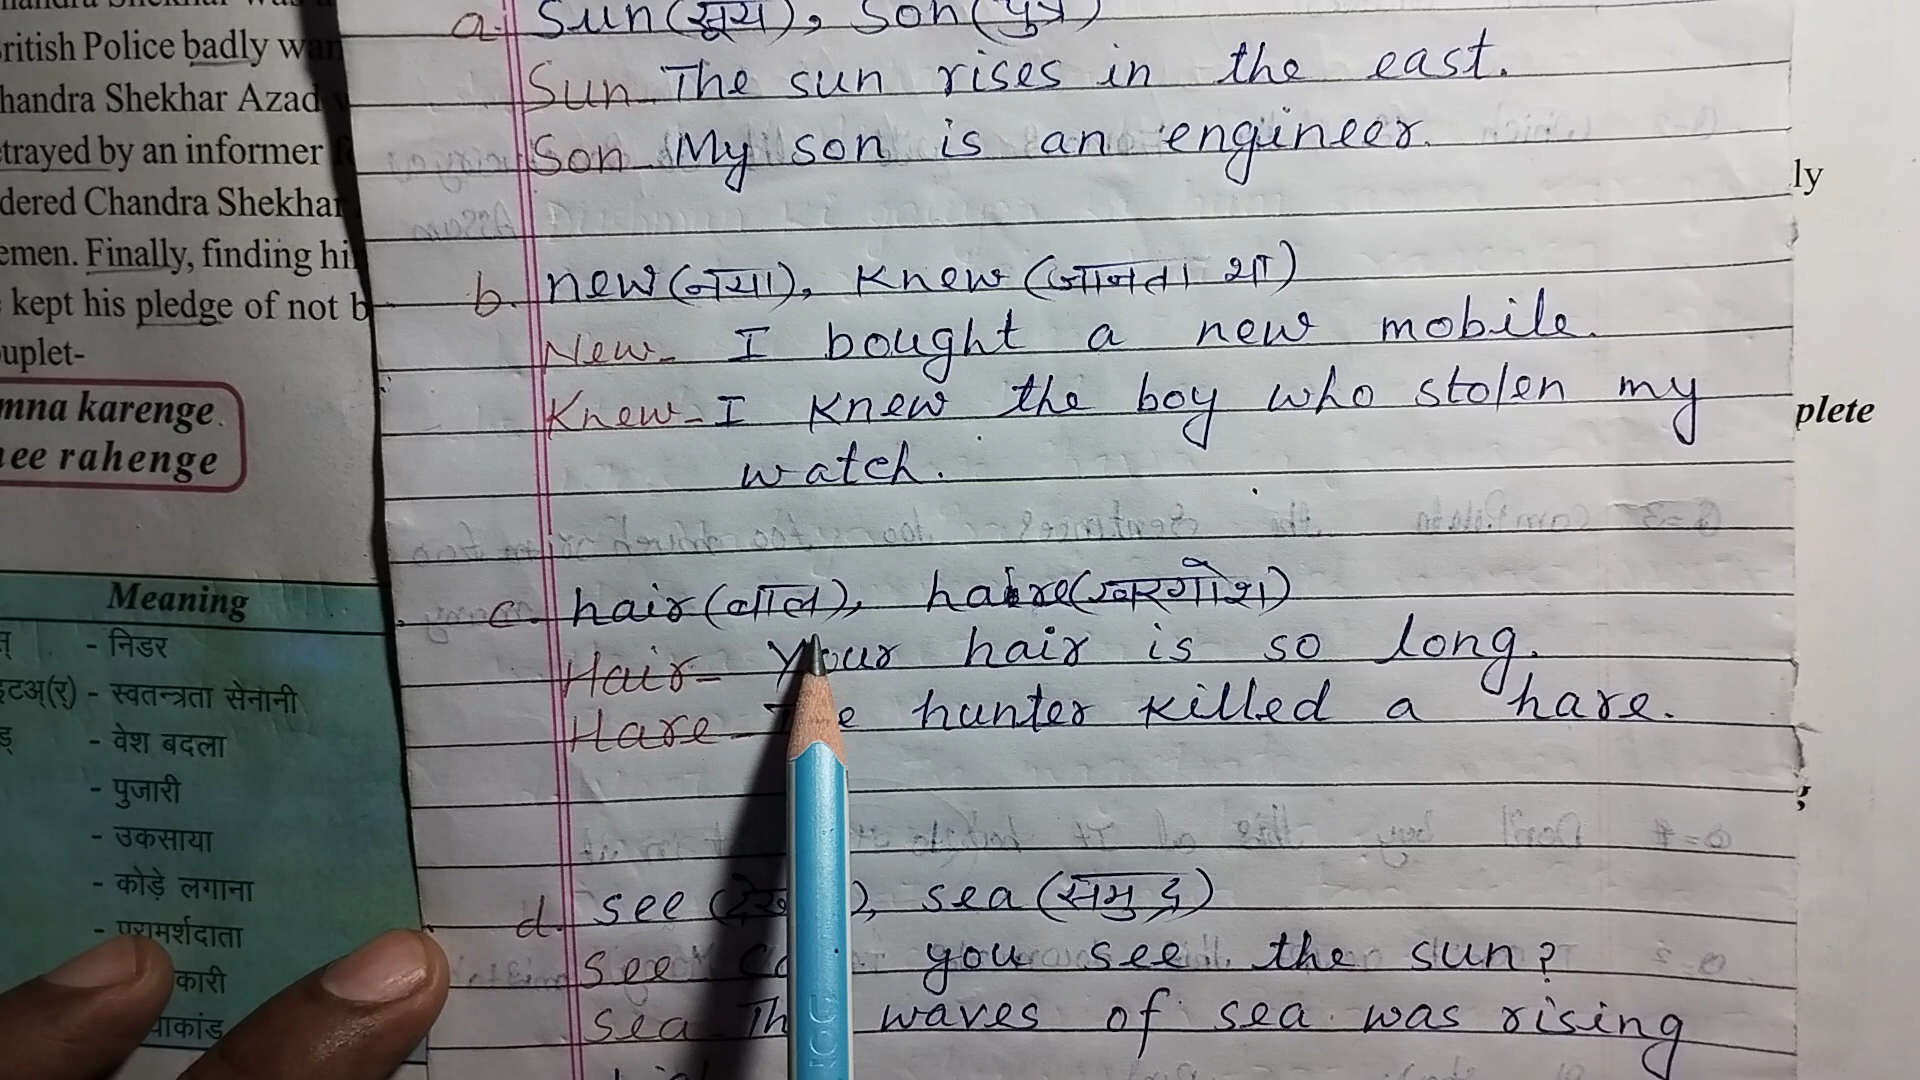 ritish Police badly wan
handra Shekhar Azad
trayed by an informer
dered Chandra Shekhar
emen. Finally, finding hi
kept his pledge of not b
uplet-
mna karenge
ee rahenge
Meaning
- निडर
- स्वतन्त्रता सेनानी
- वेश बदला
- पुजारी
- उकसाया
- कोड़े लगाना
- परामर्शदाता
कारी
a. Sun (सूर्य), Son (पुत्र)
Sun - The sun rises in the east.
Son - My son is an engineer.
b. new (नया), Knew (जानता था)
New - I bought a new mobile.
Knew - I knew the boy who stolen my
watch.
c. hair (बाल), hare (खरगोश)
Hair - Your hair is so long.
Hare - The hunter killed a hare.
d. see, sea (समुद्र)
See you see the sun?
Sea waves of sea was rising
ly
plete